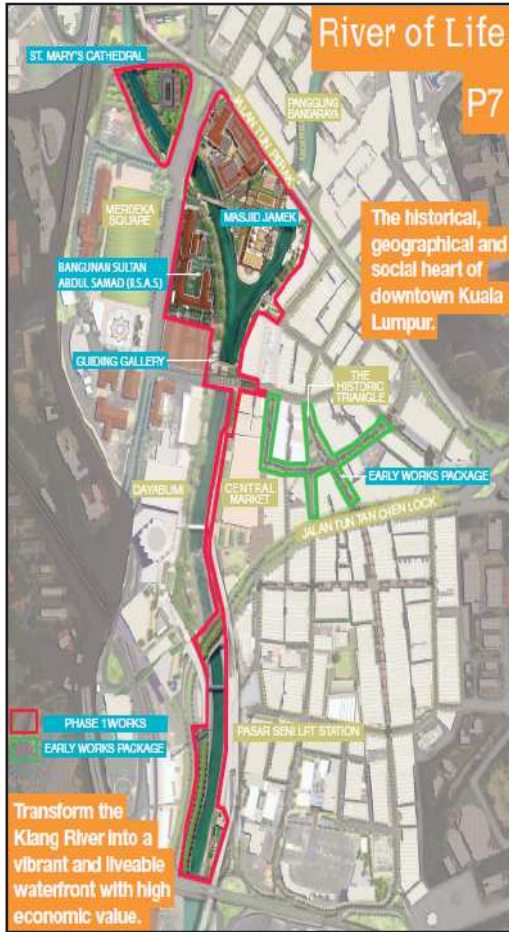 River of Life
P7
ST. MARY'S CATHEDRAL
JALAN TUN PERAK
PANGGUNG
BANDARAYA
MERDEKA
SQUARE
MASJID JAMEK
The historical,
geographical and
social heart of
downtown Kuala
Lumpur.
BANGUNAN SULTAN
ABDUL SAMAD (B.S.A.S.)
GUIDING GALLERY
THE
HISTORIC
TRIANGLE
EARLY WORKS PACKAGE
DAYABUMI
CENTRAL
MARKET
JALAN TUN TAN CHEN LOCK
PHASE 1 WORKS
EARLY WORKS PACKAGE
PASAR SENI LRT STATION
Transform the
Klang River into a
vibrant and liveable
waterfront with high
economic value.